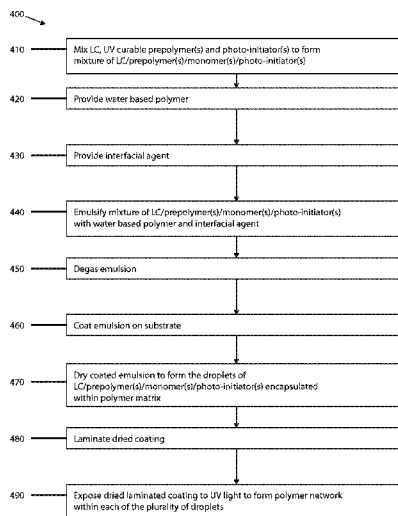 400
410
Mix LC, UV curable prepolymer(s) and photo-initiator(s) to form
mixture of LC/prepolymer(s)/monomer(s)/photo-initiator(s)
420
Provide water based polymer
430
Provide interfacial agent
440
Emulsify mixture of LC/prepolymer(s)/monomer(s)/photo-initiator(s)
with water based polymer and interfacial agent
450
Degas emulsion
460
Coat emulsion on substrate
470
Dry coated emulsion to form the droplets of
LC/prepolymer(s)/monomer(s)/photo-initiator(s) encapsulated
within polymer matrix
480
Laminate dried coating
490
Expose dried laminated coating to UV light to form polymer network
within each of the plurality of droplets